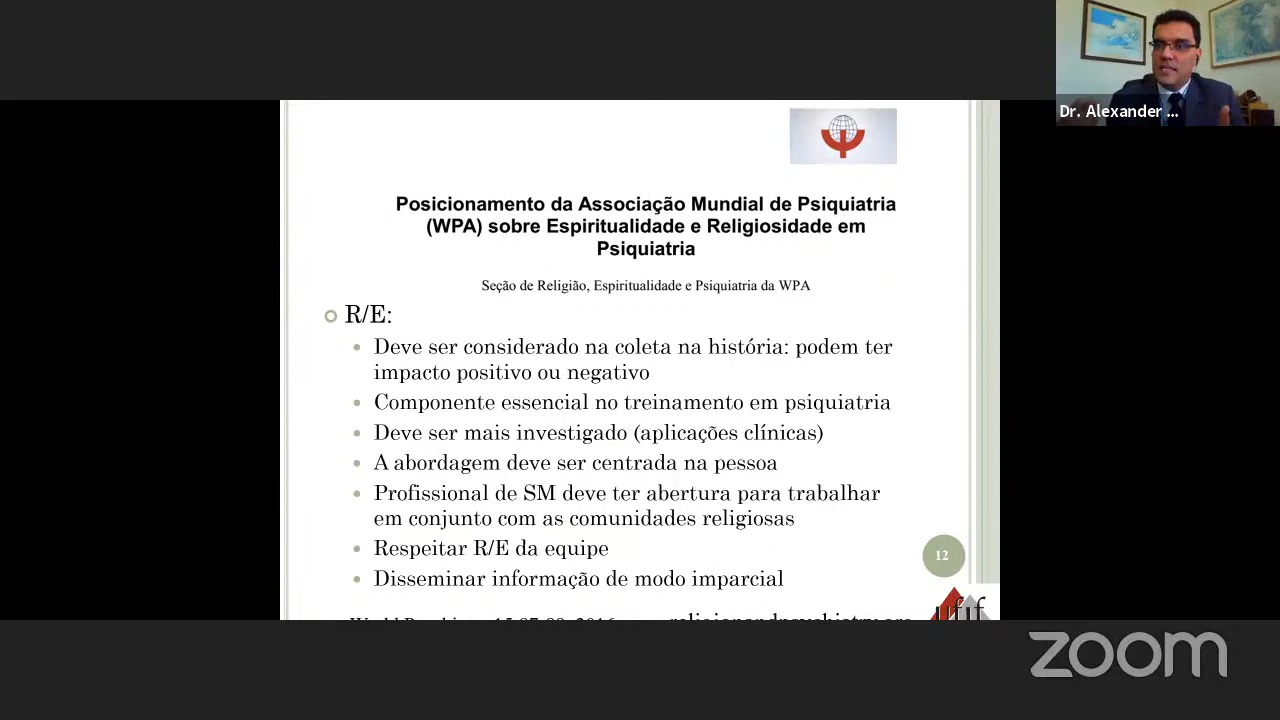 Dr. Alexander ...
Posicionamento da Associação Mundial de Psiquiatria
(WPA) sobre Espiritualidade e Religiosidade em
Psiquiatria
Seção de Religião, Espiritualidade e Psiquiatria da WPA
R/E:
Deve ser considerado na coleta na história: podem ter
impacto positivo ou negativo
Componente essencial no treinamento em psiquiatria
Deve ser mais investigado (aplicações clínicas)
A abordagem deve ser centrada na pessoa
Profissional de SM deve ter abertura para trabalhar
em conjunto com as comunidades religiosas
Respeitar R/E da equipe
12
Disseminar informação de modo imparcial
ufjf
zoom